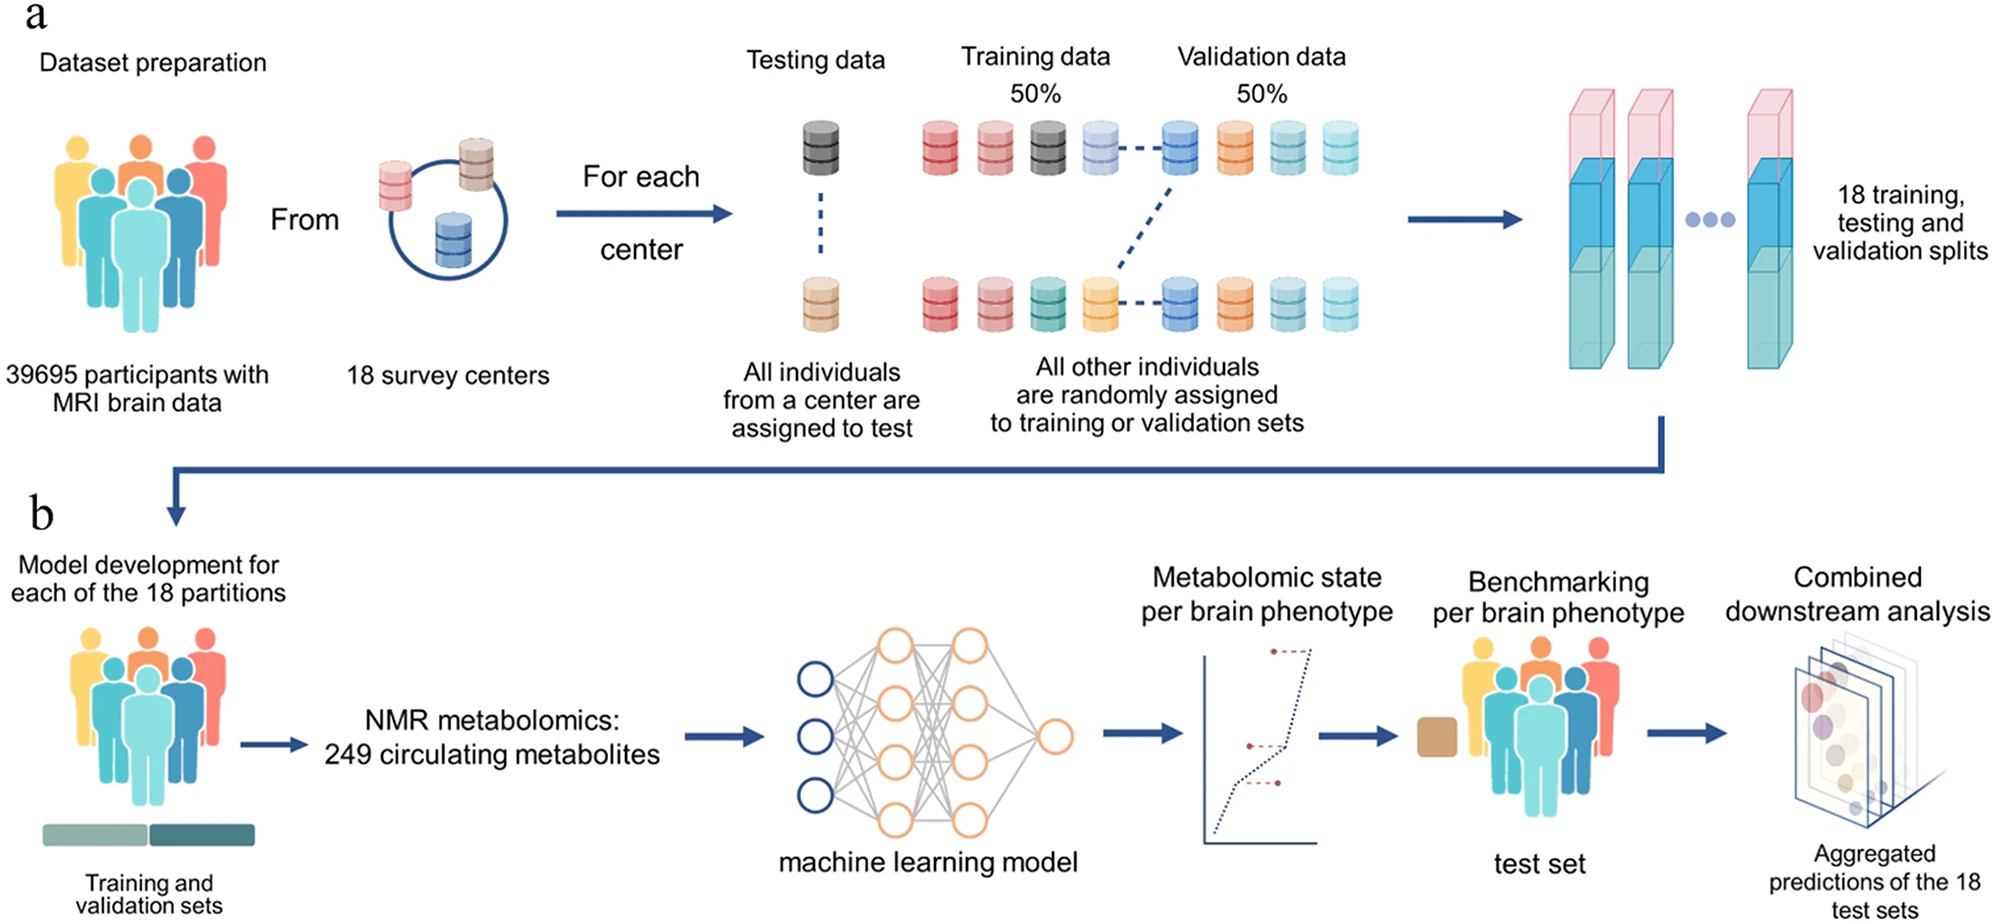 a
Dataset preparation
39695 participants with
MRI brain data
From
18 survey centers
For each
center
Testing data
All individuals
from a center are
assigned to test
Training data
50%
Validation data
50%
All other individuals
are randomly assigned
to training or validation sets
18 training,
testing and
validation splits
b
Model development for
each of the 18 partitions
Training and
validation sets
NMR metabolomics:
249 circulating metabolites
machine learning model
Metabolomic state
per brain phenotype
Benchmarking
per brain phenotype
test set
Combined
downstream analysis
Aggregated
predictions of the 18
test sets